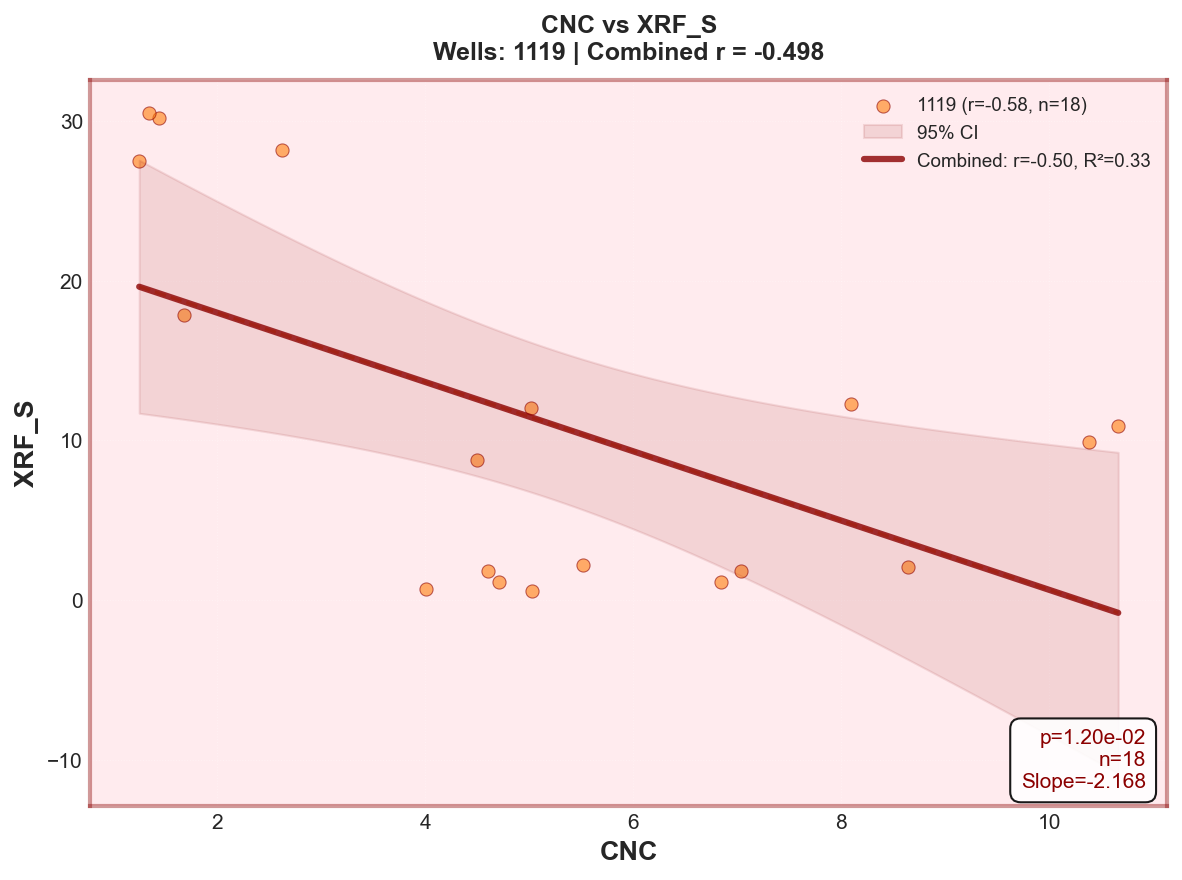 CNC vs XRF_S
Wells: 1119 | Combined r = -0.498
1119 (r=-0.58, n=18)
95% CI
Combined: r=-0.50, R²=0.33
XRF_S
30
20
10
0
−10
p=1.20e-02
n=18
Slope=-2.168
2 4 6 8 10
CNC